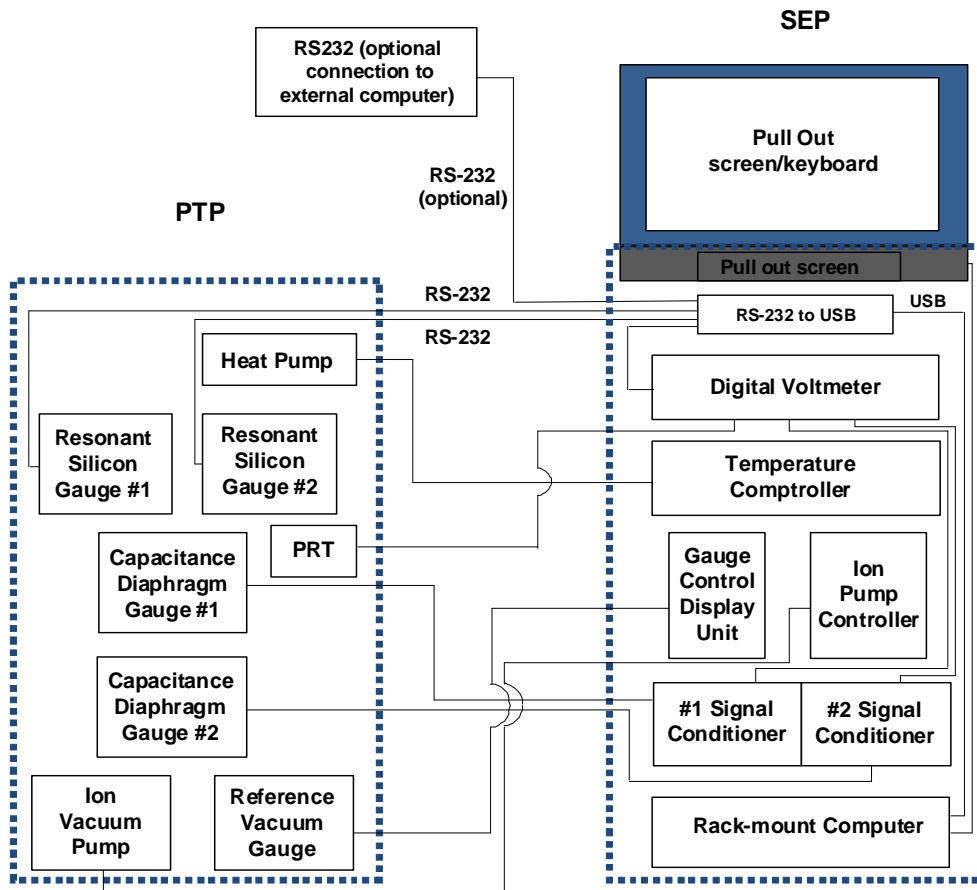 SEP
RS232 (optional
connection to
external computer)
Pull Out
screen/keyboard
RS-232
(optional)
PTP
Pull out screen
RS-232
USB
RS-232 to USB
RS-232
Heat Pump
Digital Voltmeter
Resonant
Silicon
Gauge #1
Resonant
Silicon
Gauge #2
Temperature
Comptroller
PRT
Capacitance
Diaphragm
Gauge #1
Gauge
Control
Display
Unit
Ion
Pump
Controller
Capacitance
Diaphragm
Gauge #2
#1 Signal
Conditioner
#2 Signal
Conditioner
Ion
Vacuum
Pump
Reference
Vacuum
Gauge
Rack-mount Computer